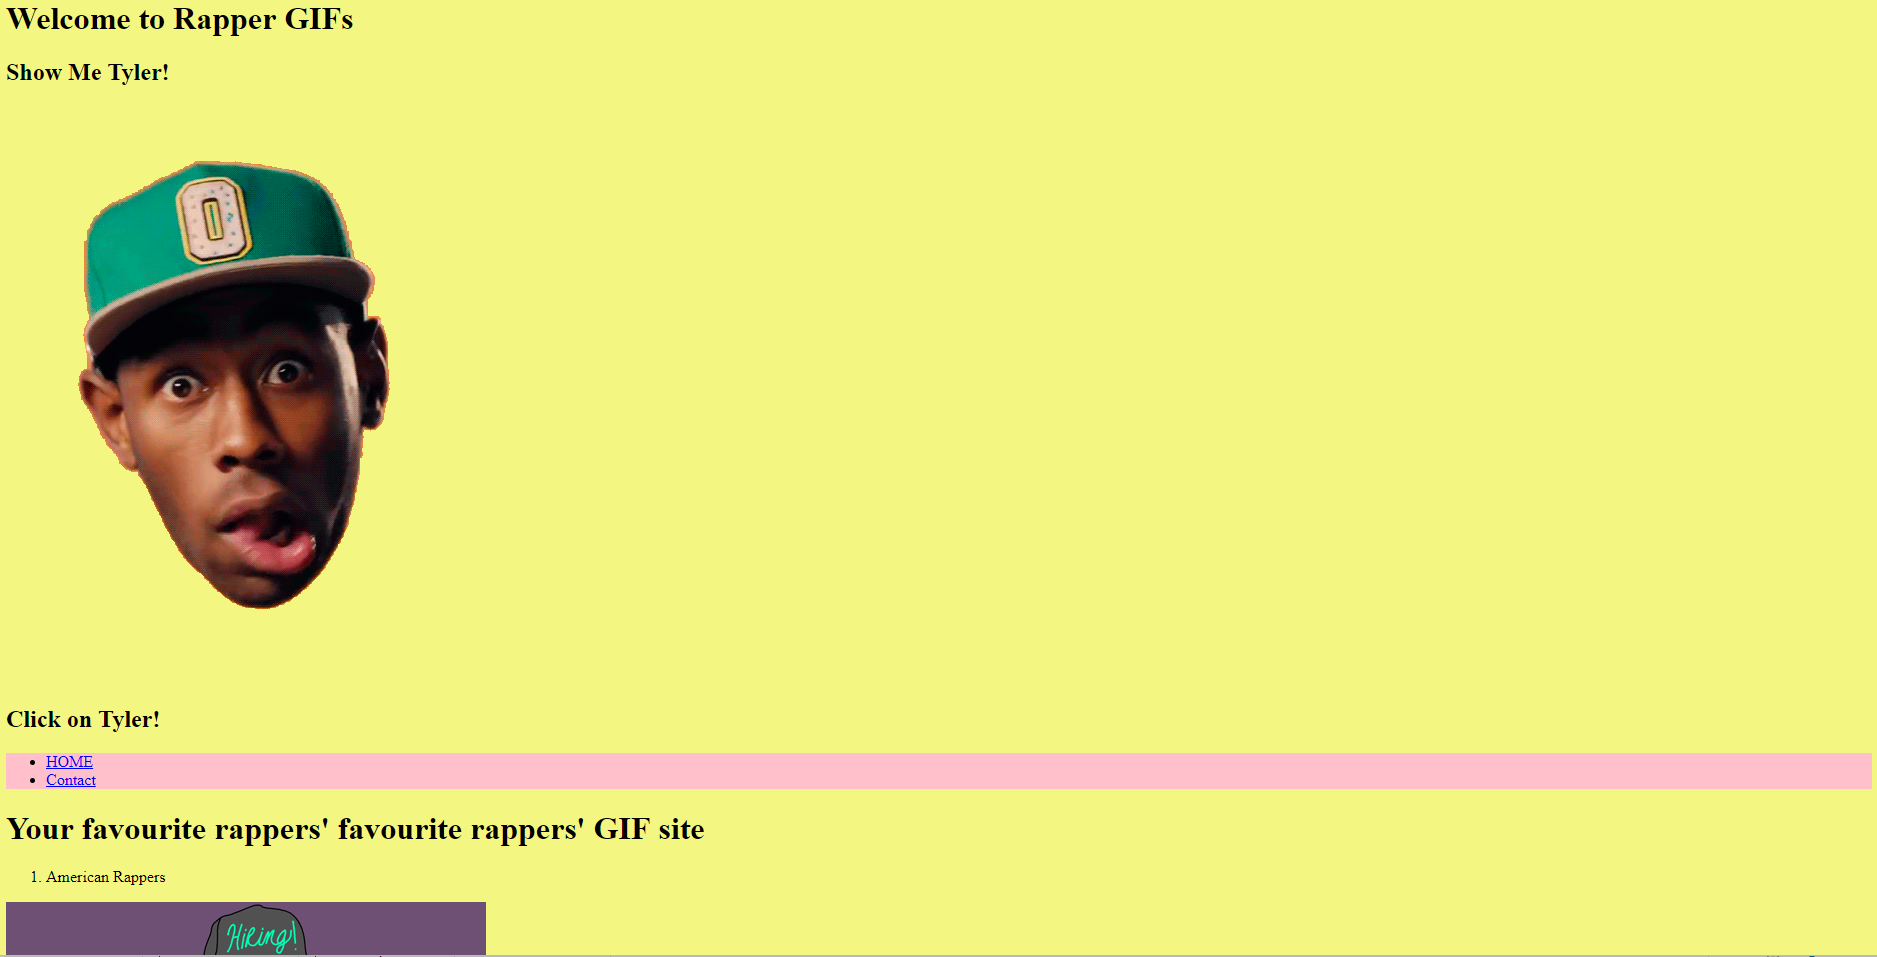 Welcome to Rapper GIFs
Show Me Tyler!
O
Click on Tyler!
HOME
Contact
Your favourite rappers' favourite rappers' GIF site
1. American Rappers
Hiring!